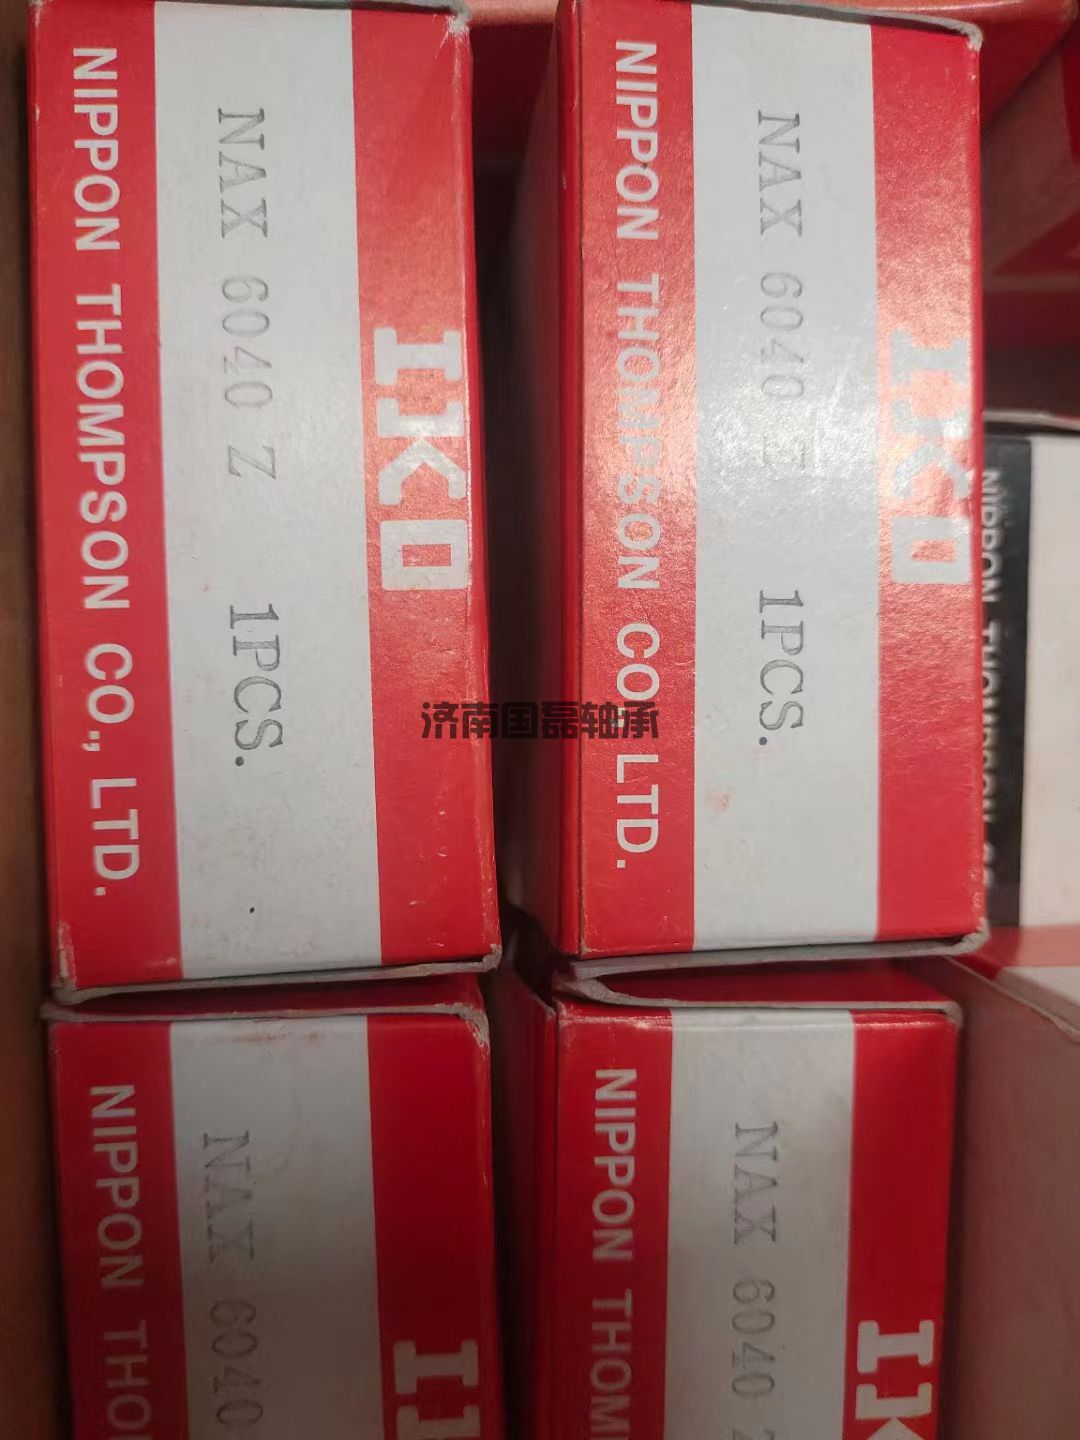 IKO
NAX 6040 Z 1PCS.
NIPPON THOMPSON CO., LTD.
IKO
NAX 6040 Z 1PCS.
NIPPON THOMPSON CO., LTD.
济南国磊轴承
NAX 6040
NIPPON
NAX 6040
NIPPON
NIPPON THOMPSON